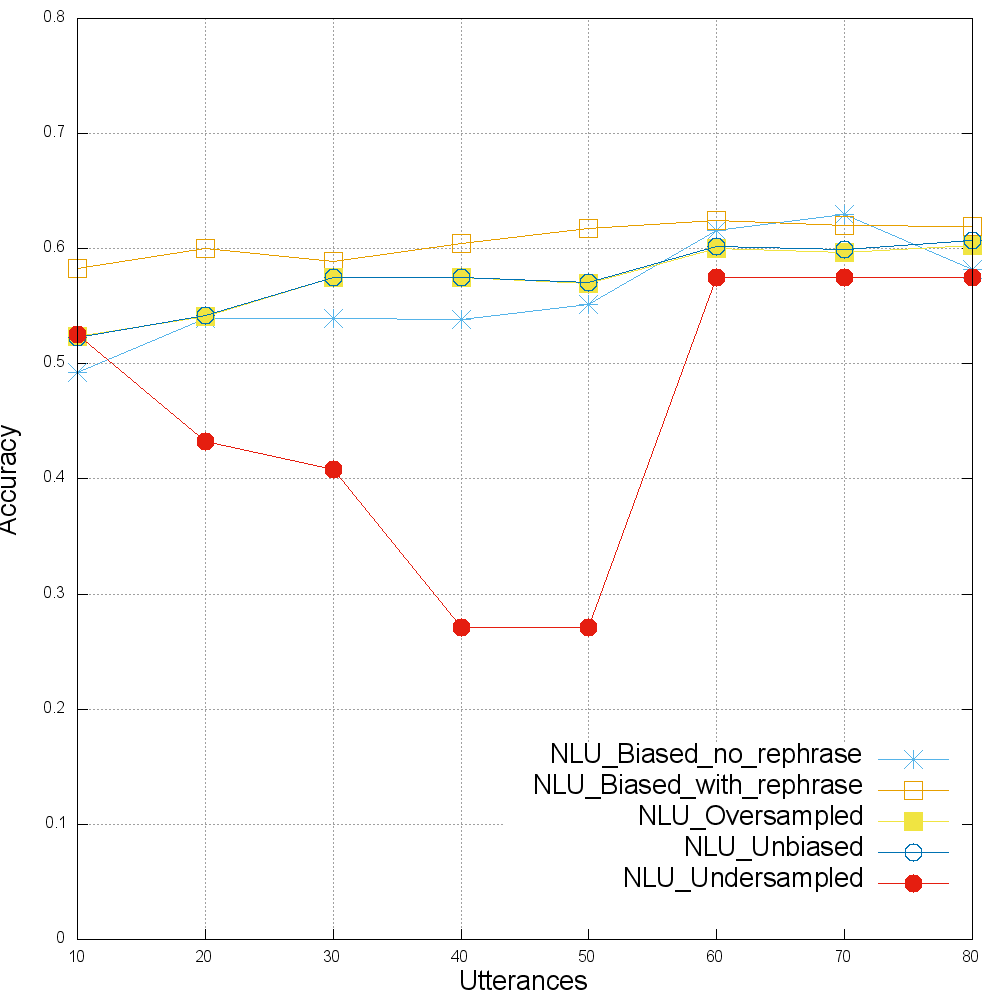 0.8
0.7
0.6
0.5
0.4
0.3
0.2
0.1
0
Accuracy
NLU_Biased_no_rephrase
NLU_Biased_with_rephrase
NLU_Oversampled
NLU_Unbiased
NLU_Undersampled
10 20 30 40 50 60 70 80
Utterances